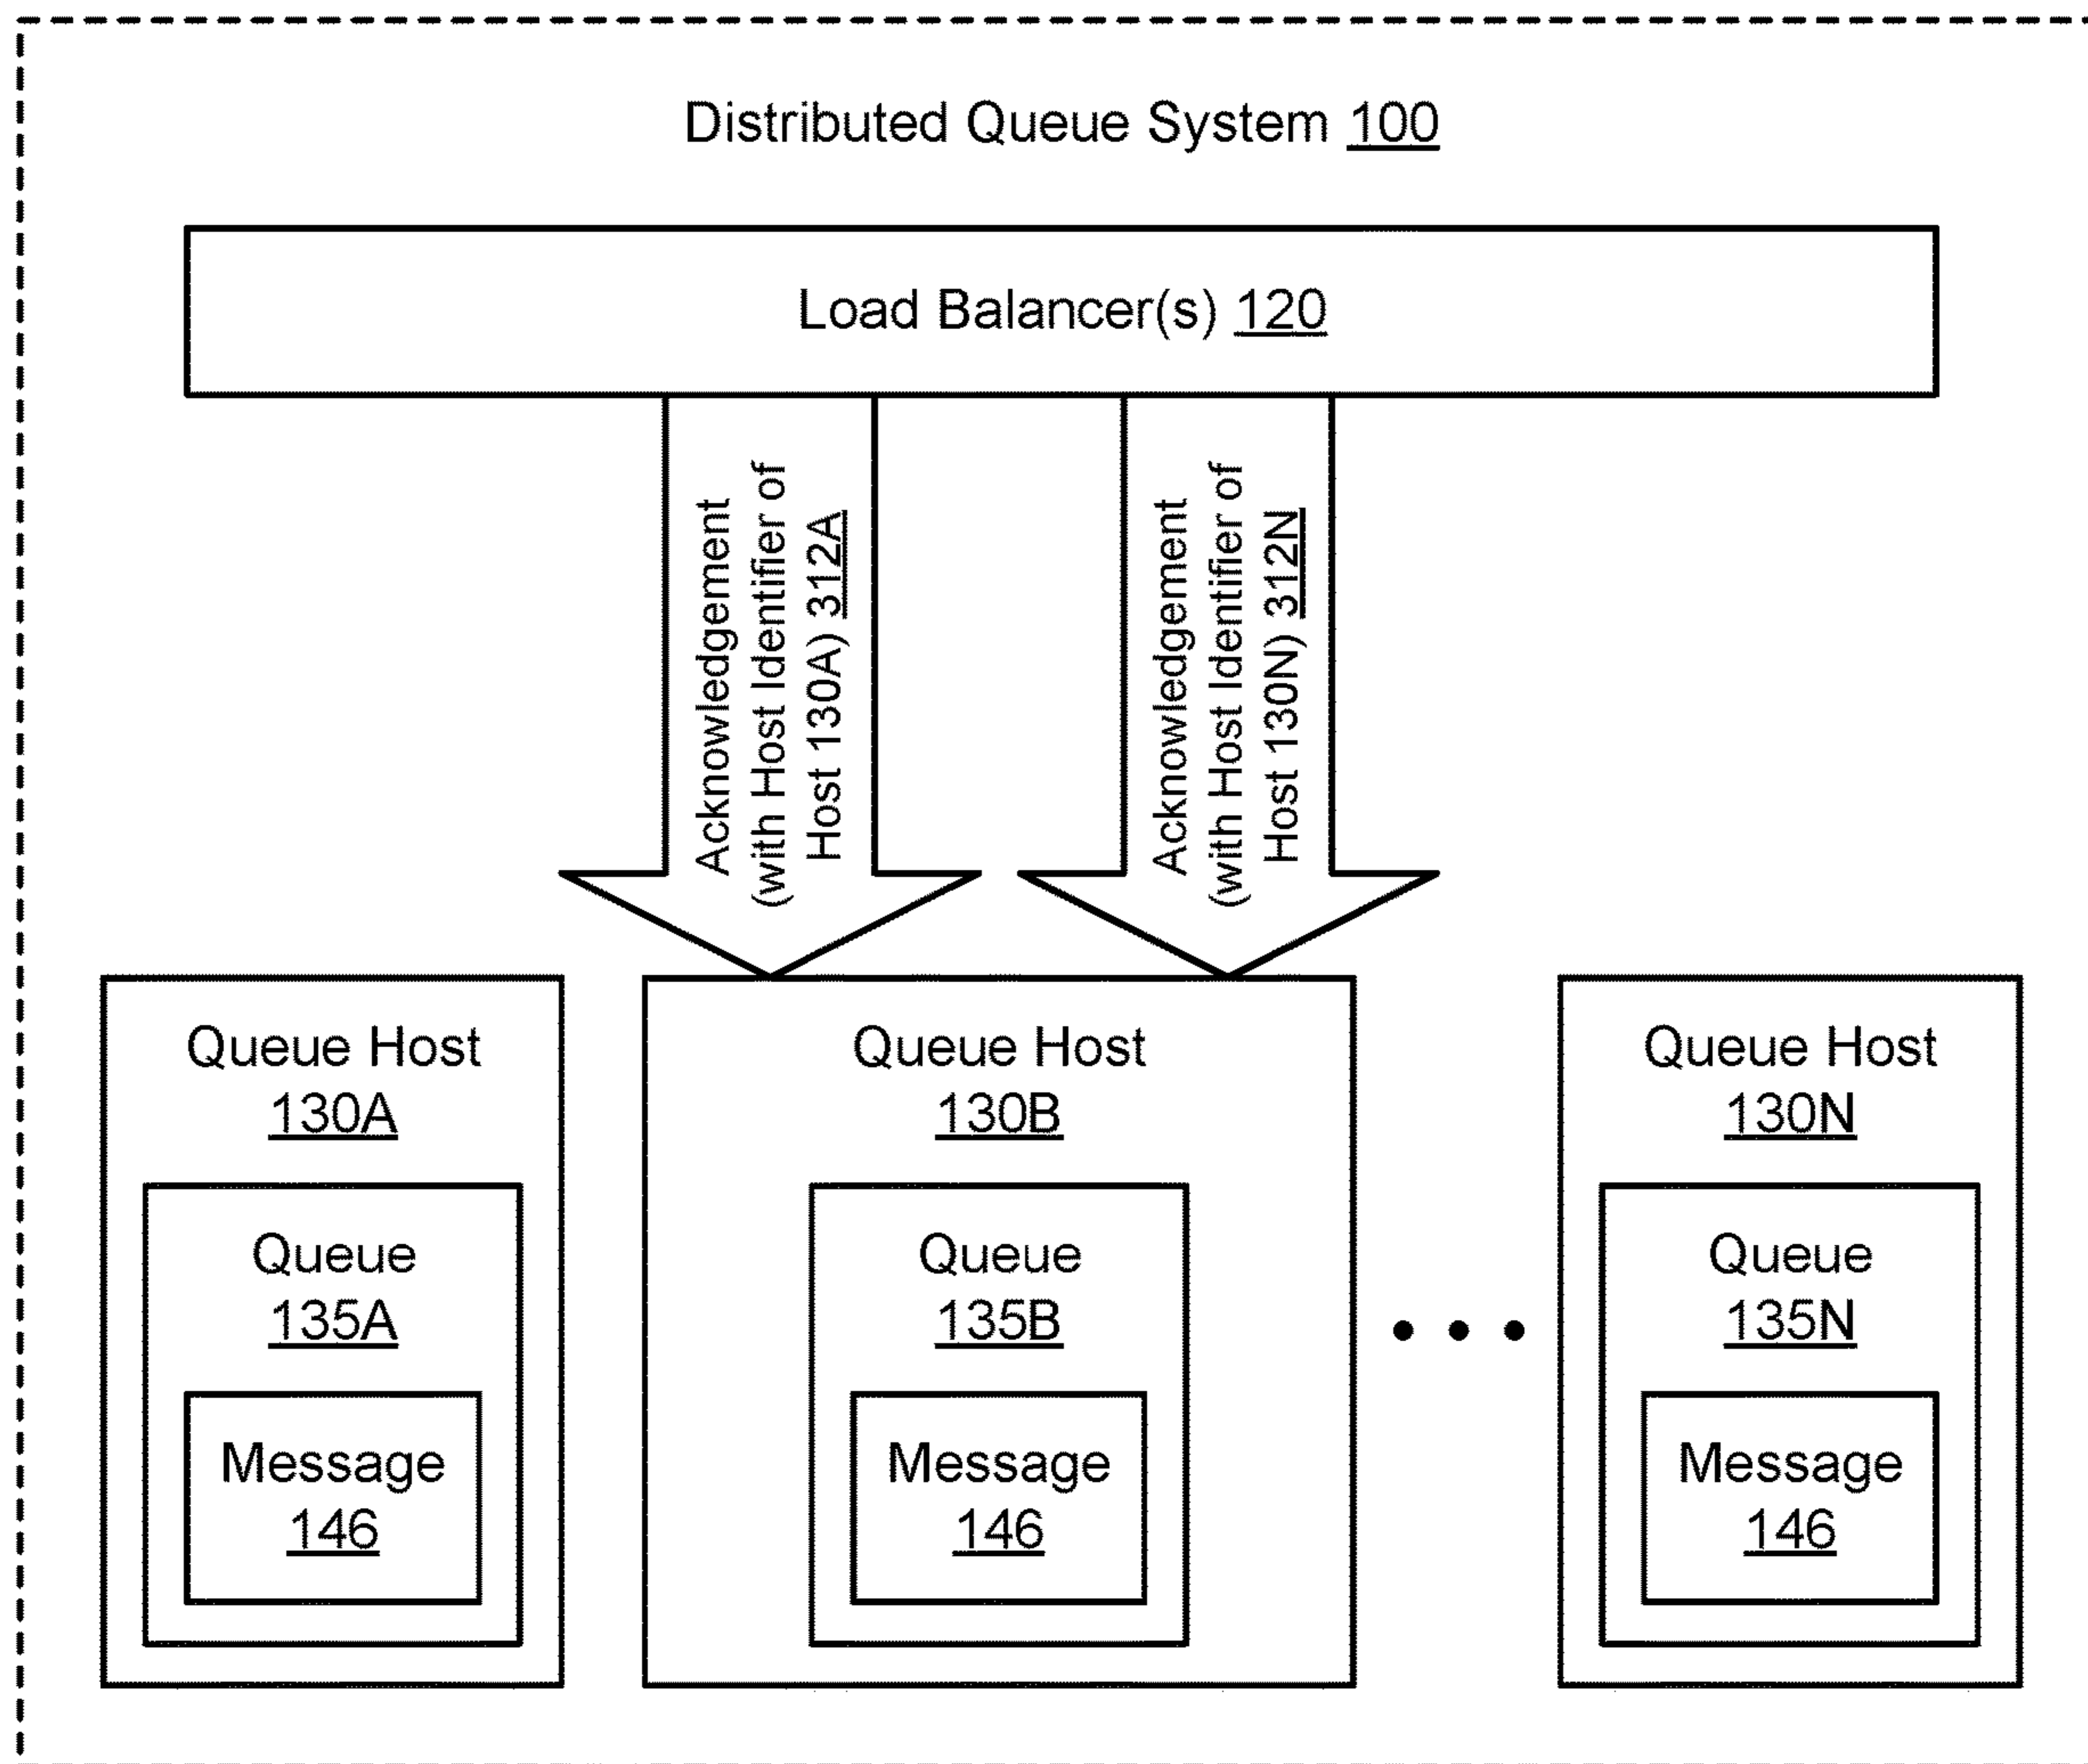 Distributed Queue System 100
Load Balancer(s) 120
Acknowledgement
(with Host Identifier of
Host 130A) 312A
Acknowledgement
(with Host Identifier of
Host 130N) 312N
Queue Host
130A
Queue
135A
Message
146
Queue Host
130B
Queue
135B
Message
146
Queue Host
130N
Queue
135N
Message
146